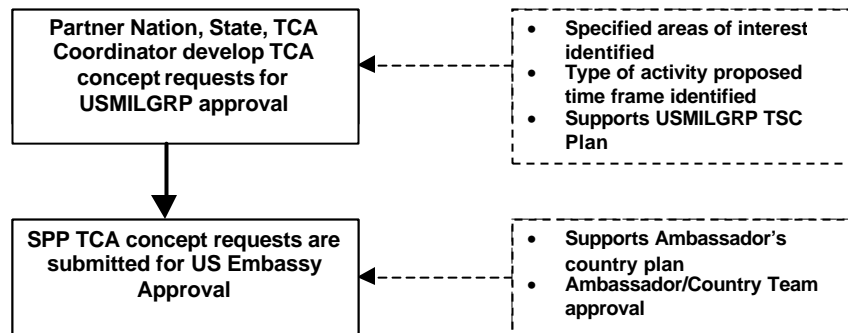 Partner Nation, State, TCA
Coordinator develop TCA
concept requests for
USMILGRP approval
• Specified areas of interest
identified
• Type of activity proposed
time frame identified
• Supports USMILGRP TSC
Plan
SPP TCA concept requests are
submitted for US Embassy
Approval
• Supports Ambassador’s
country plan
• Ambassador/Country Team
approval